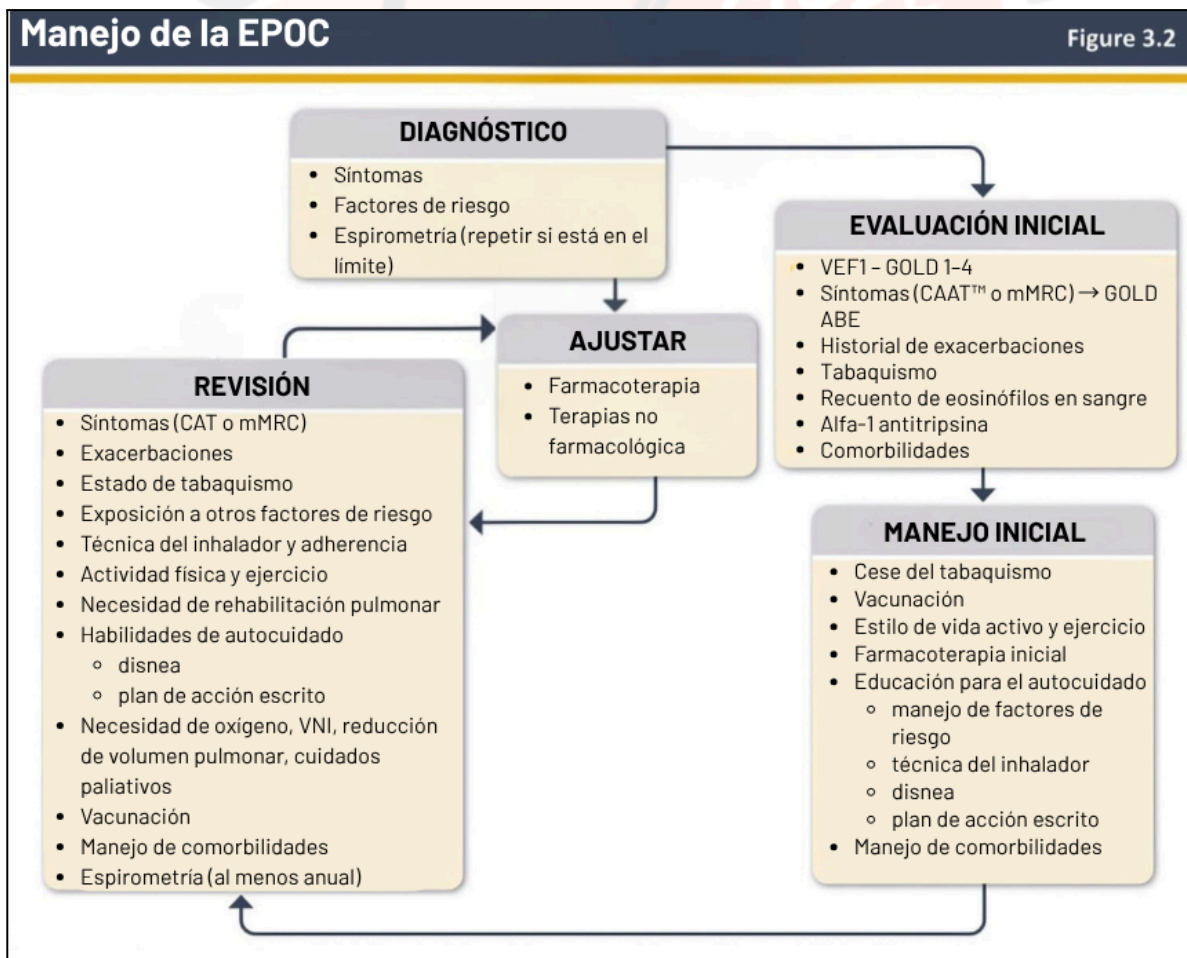 Manejo de la EPOC
Figure 3.2
DIAGNÓSTICO
• Síntomas
• Factores de riesgo
• Espirometría (repetir si está en el
límite)
EVALUACIÓN INICIAL
• VEF1 – GOLD 1–4
• Síntomas (CAAT™ o mMRC) → GOLD
ABE
• Historial de exacerbaciones
• Tabaquismo
• Recuento de eosinófilos en sangre
• Alfa-1 antitripsina
• Comorbilidades
AJUSTAR
• Farmacoterapia
• Terapias no
farmacológica
REVISIÓN
• Síntomas (CAT o mMRC)
• Exacerbaciones
• Estado de tabaquismo
• Exposición a otros factores de riesgo
• Técnica del inhalador y adherencia
• Actividad física y ejercicio
• Necesidad de rehabilitación pulmonar
• Habilidades de autocuidado
◦ disnea
◦ plan de acción escrito
• Necesidad de oxígeno, VNI, reducción
de volumen pulmonar, cuidados
paliativos
• Vacunación
• Manejo de comorbilidades
• Espirometría (al menos anual)
MANEJO INICIAL
• Cese del tabaquismo
• Vacunación
• Estilo de vida activo y ejercicio
• Farmacoterapia inicial
• Educación para el autocuidado
◦ manejo de factores de
riesgo
◦ técnica del inhalador
◦ disnea
◦ plan de acción escrito
• Manejo de comorbilidades